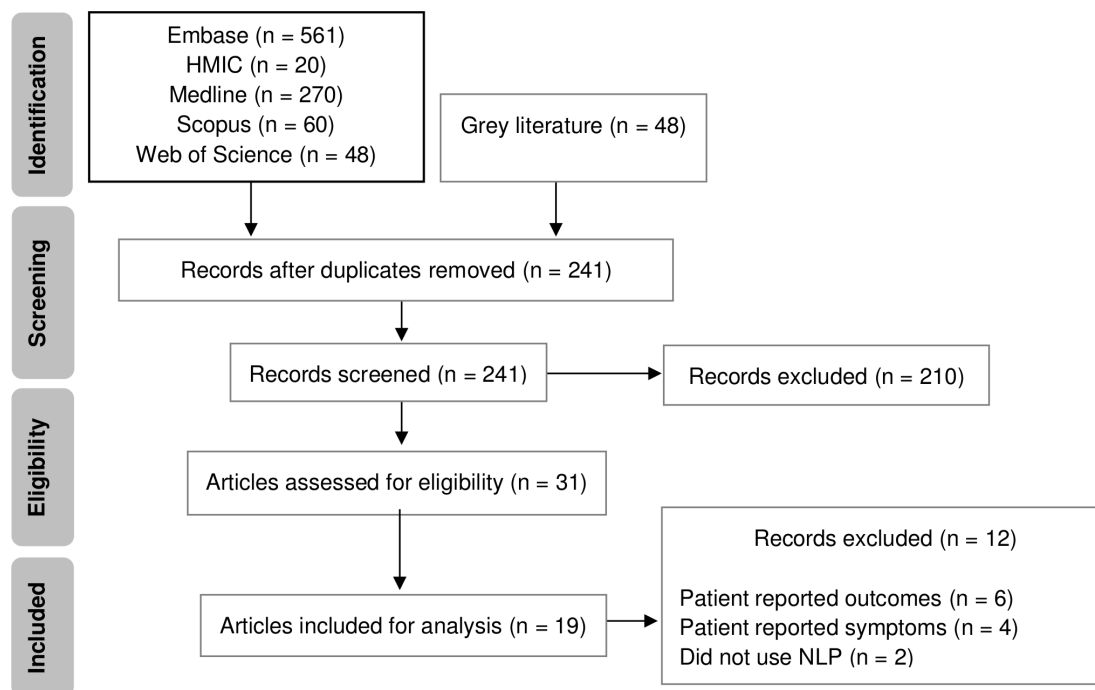 Identification
Embase (n = 561)
HMIC (n = 20)
Medline (n = 270)
Scopus (n = 60)
Web of Science (n = 48)
Grey literature (n = 48)
Screening
Records after duplicates removed (n = 241)
Records screened (n = 241)
Records excluded (n = 210)
Eligibility
Articles assessed for eligibility (n = 31)
Included
Articles included for analysis (n = 19)
Records excluded (n = 12)
Patient reported outcomes (n = 6)
Patient reported symptoms (n = 4)
Did not use NLP (n = 2)